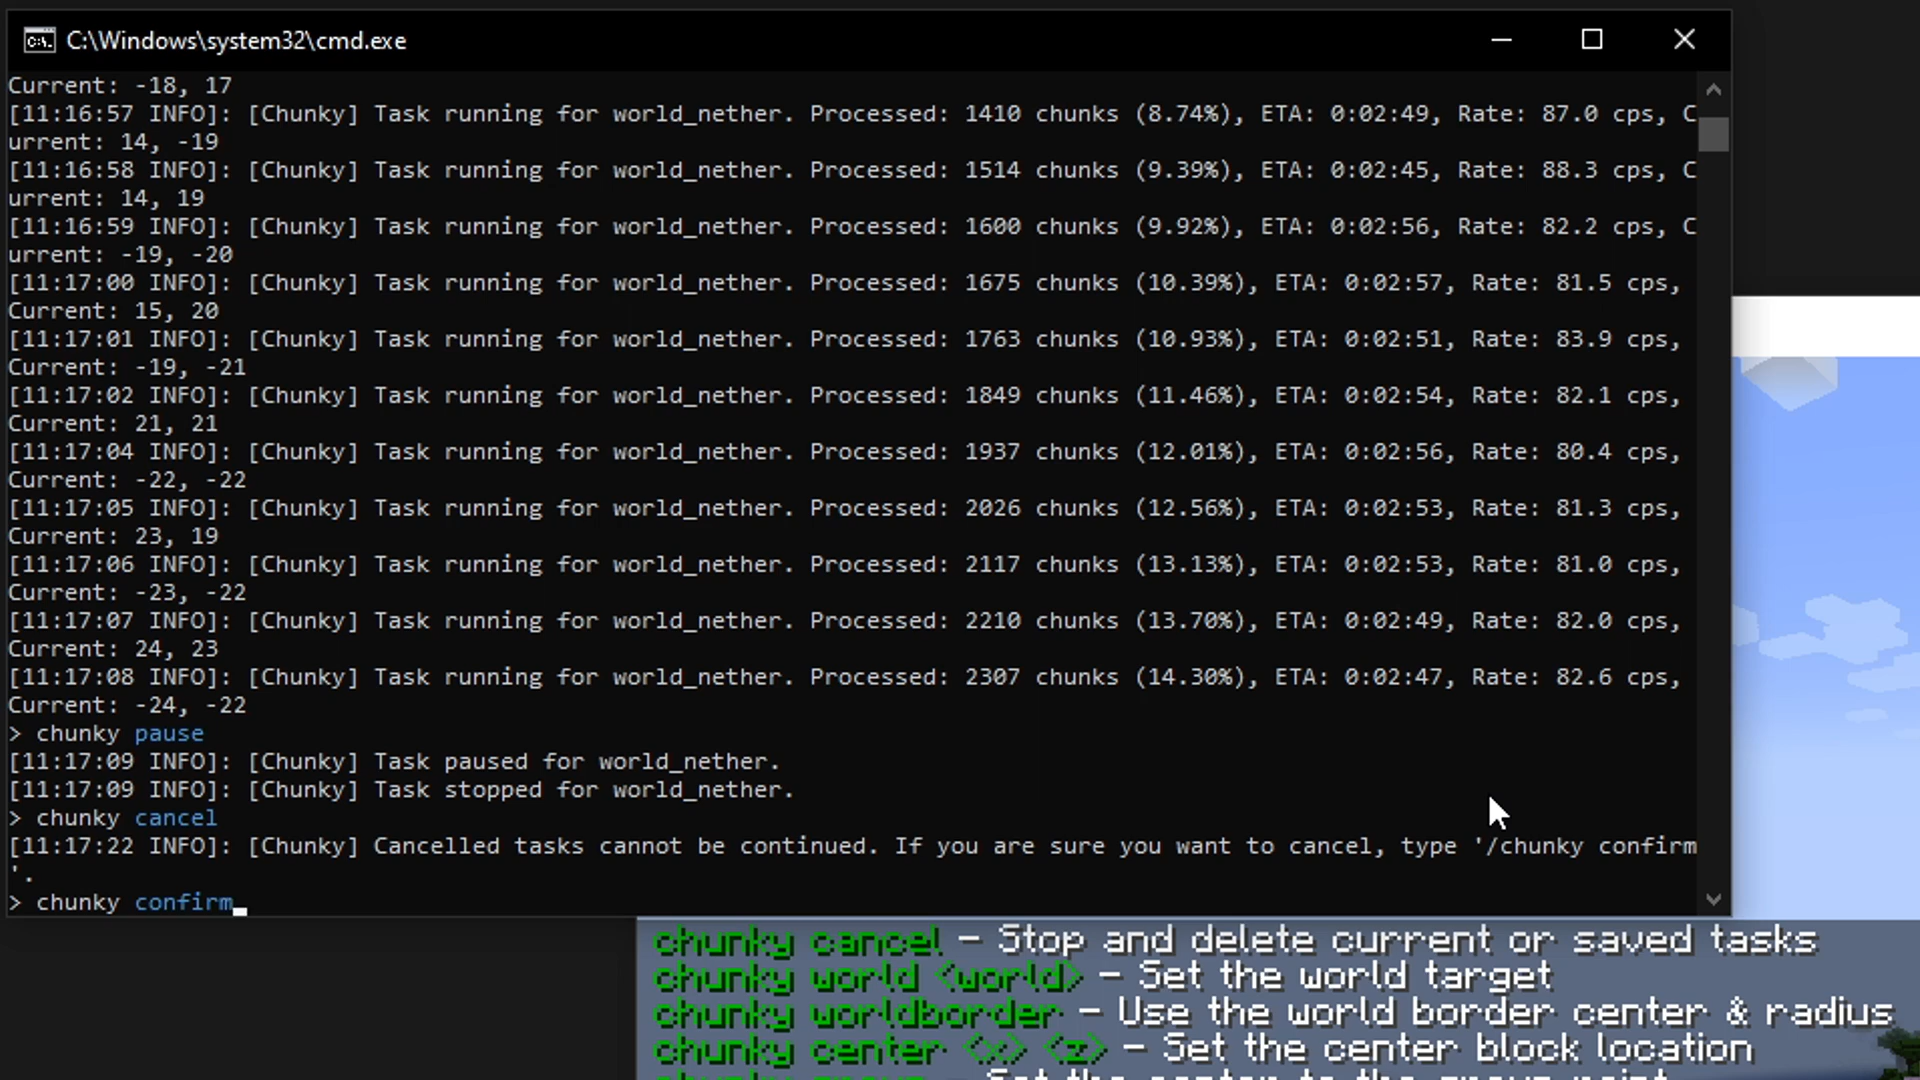 C:\Windows\system32\cmd.exe
Current: -18, 17
[11:16:57 INFO]: [Chunky] Task running for world_nether. Processed: 1410 chunks (8.74%), ETA: 0:02:49, Rate: 87.0 cps, C
urrent: 14, -19
[11:16:58 INFO]: [Chunky] Task running for world_nether. Processed: 1514 chunks (9.39%), ETA: 0:02:45, Rate: 88.3 cps, C
urrent: 14, 19
[11:16:59 INFO]: [Chunky] Task running for world_nether. Processed: 1600 chunks (9.92%), ETA: 0:02:56, Rate: 82.2 cps, C
urrent: -19, -20
[11:17:00 INFO]: [Chunky] Task running for world_nether. Processed: 1675 chunks (10.39%), ETA: 0:02:57, Rate: 81.5 cps,
Current: 15, 20
[11:17:01 INFO]: [Chunky] Task running for world_nether. Processed: 1763 chunks (10.93%), ETA: 0:02:51, Rate: 83.9 cps,
Current: -19, -21
[11:17:02 INFO]: [Chunky] Task running for world_nether. Processed: 1849 chunks (11.46%), ETA: 0:02:54, Rate: 82.1 cps,
Current: 21, 21
[11:17:04 INFO]: [Chunky] Task running for world_nether. Processed: 1937 chunks (12.01%), ETA: 0:02:56, Rate: 80.4 cps,
Current: -22, -22
[11:17:05 INFO]: [Chunky] Task running for world_nether. Processed: 2026 chunks (12.56%), ETA: 0:02:53, Rate: 81.3 cps,
Current: 23, 19
[11:17:06 INFO]: [Chunky] Task running for world_nether. Processed: 2117 chunks (13.13%), ETA: 0:02:53, Rate: 81.0 cps,
Current: -23, -22
[11:17:07 INFO]: [Chunky] Task running for world_nether. Processed: 2210 chunks (13.70%), ETA: 0:02:49, Rate: 82.0 cps,
Current: 24, 23
[11:17:08 INFO]: [Chunky] Task running for world_nether. Processed: 2307 chunks (14.30%), ETA: 0:02:47, Rate: 82.6 cps,
Current: -24, -22
> chunky pause
[11:17:09 INFO]: [Chunky] Task paused for world_nether.
[11:17:09 INFO]: [Chunky] Task stopped for world_nether.
> chunky cancel
[11:17:22 INFO]: [Chunky] Cancelled tasks cannot be continued. If you are sure you want to cancel, type '/chunky confirm
'.
> chunky confirm
chunky cancel - Stop and delete current or saved tasks
chunky world <world> - Set the world target
chunky worldborder - Use the world border center & radius
chunky center <x> <z> - Set the center block location